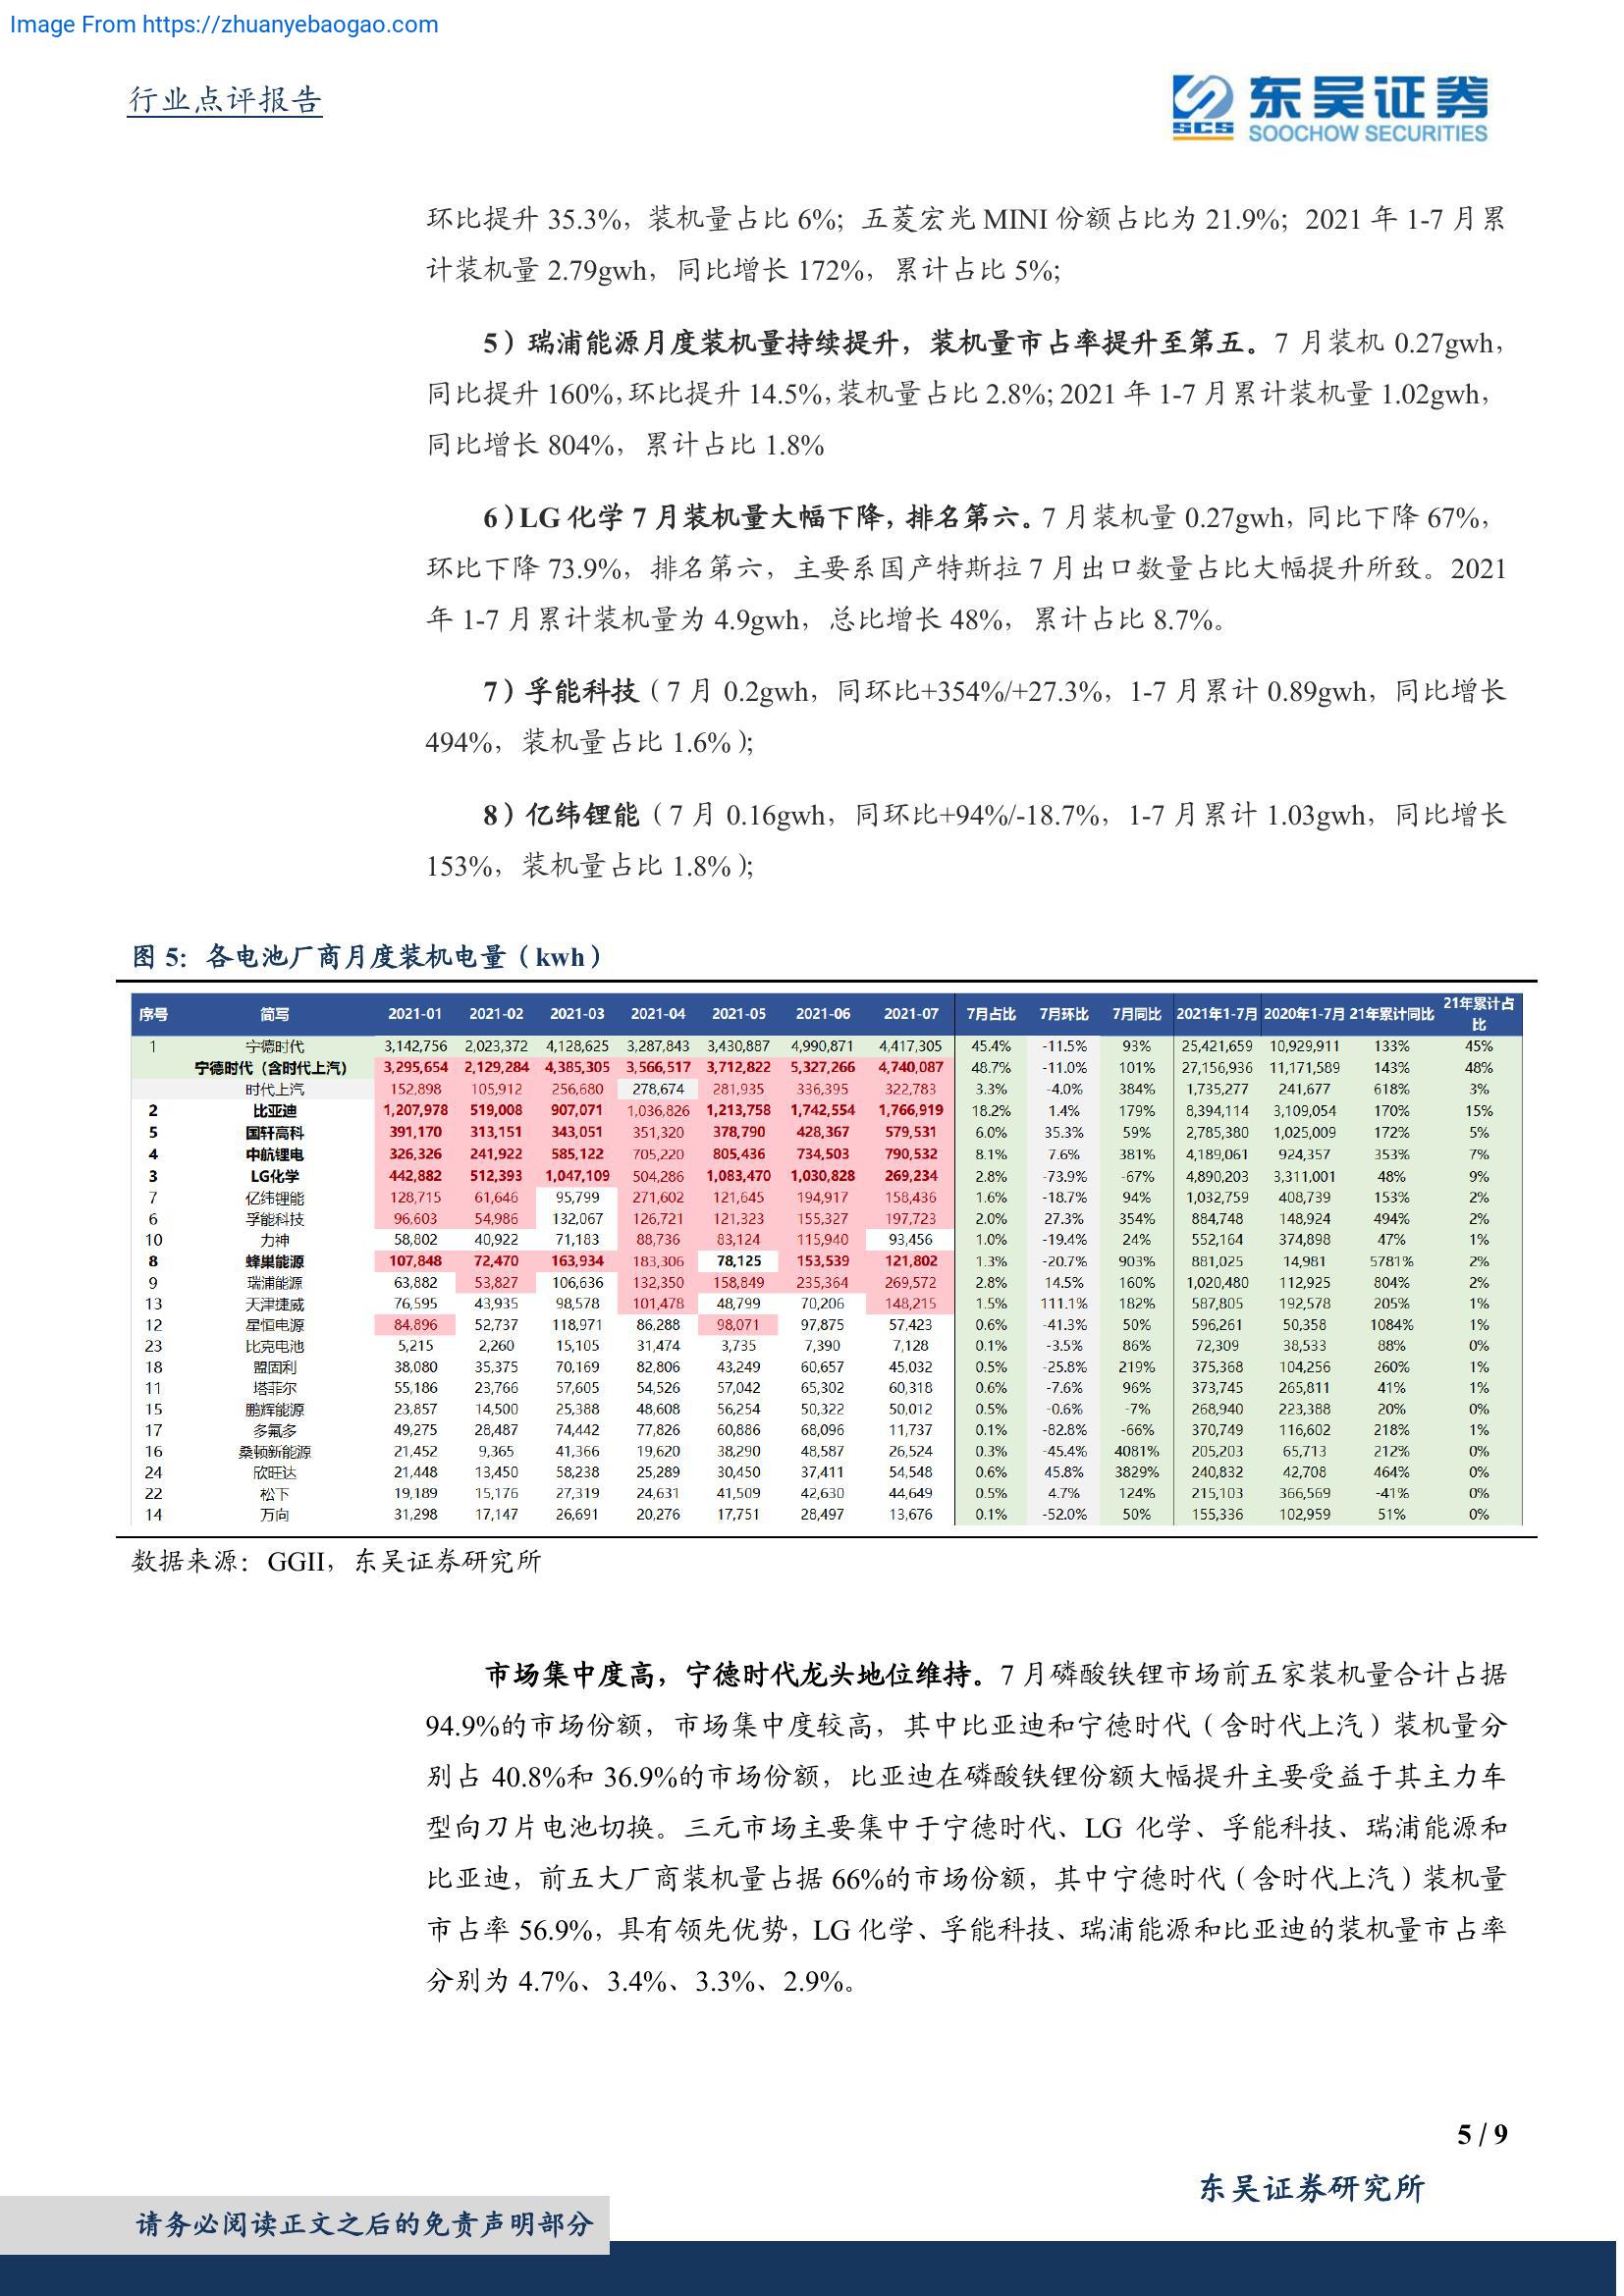 Image From https://zhuanyebaogao.com
行业点评报告
SCS
东吴证券
SOOCHOW SECURITIES
环比提升 35.3%，装机量占比 6%；五菱宏光 MINI 份额占比为 21.9%；2021 年 1-7 月累
计装机量 2.79gwh，同比增长 172%，累计占比 5%;
5）瑞浦能源月度装机量持续提升，装机量市占率提升至第五。7 月装机 0.27gwh，
同比提升 160%，环比提升 14.5%，装机量占比 2.8%；2021 年 1-7 月累计装机量 1.02gwh，
同比增长 804%，累计占比 1.8%
6）LG 化学 7 月装机量大幅下降，排名第六。7 月装机量 0.27gwh，同比下降 67%，
环比下降 73.9%，排名第六，主要系国产特斯拉 7 月出口数量占比大幅提升所致。2021
年 1-7 月累计装机量为 4.9gwh，总比增长 48%，累计占比 8.7%。
7）孚能科技（7 月 0.2gwh，同环比+354%/+27.3%，1-7 月累计 0.89gwh，同比增长
494%，装机量占比 1.6%）;
8）亿纬锂能（7 月 0.16gwh，同环比+94%/-18.7%，1-7 月累计 1.03gwh，同比增长
153%，装机量占比 1.8%）;
图 5：各电池厂商月度装机电量（kwh）
序号 简写 2021-01 2021-02 2021-03 2021-04 2021-05 2021-06 2021-07 7月占比 7月环比 7月同比 2021年1-7月 2020年1-7月 21年累计同比 21年累计占比
1 宁德时代 3,142,756 2,023,372 4,128,625 3,287,843 3,430,887 4,990,871 4,417,305 45.4% -11.5% 93% 25,421,659 10,929,911 133% 45%
宁德时代（含时代上汽） 3,295,654 2,129,284 4,385,305 3,566,517 3,712,822 5,327,266 4,740,087 48.7% -11.0% 101% 27,156,936 11,171,589 143% 48%
时代上汽 152,898 105,912 256,680 278,674 281,935 336,395 322,783 3.3% -4.0% 384% 1,735,277 241,677 618% 3%
2 比亚迪 1,207,978 519,008 907,071 1,036,826 1,213,758 1,742,554 1,766,919 18.2% 1.4% 179% 8,394,114 3,109,054 170% 15%
5 国轩高科 391,170 313,151 343,051 351,320 378,790 428,367 579,531 6.0% 35.3% 59% 2,785,380 1,025,009 172% 5%
4 中航锂电 326,326 241,922 585,122 705,220 805,436 734,503 790,532 8.1% 7.6% 381% 4,189,061 924,357 353% 7%
3 LG化学 442,882 512,393 1,047,109 504,286 1,083,470 1,030,828 269,234 2.8% -73.9% -67% 4,890,203 3,311,001 48% 9%
7 亿纬锂能 128,715 61,646 95,799 271,602 121,645 194,917 158,436 1.6% -18.7% 94% 1,032,759 408,739 153% 2%
6 孚能科技 96,603 54,986 132,067 126,721 121,323 155,327 197,723 2.0% 27.3% 354% 884,748 148,924 494% 2%
10 力神 58,802 40,922 71,183 88,736 83,124 115,940 93,456 1.0% -19.4% 24% 552,164 374,898 47% 1%
8 蜂巢能源 107,848 72,470 163,934 183,306 78,125 153,539 121,802 1.3% -20.7% 903% 881,025 14,981 5781% 2%
9 瑞浦能源 63,882 53,827 106,636 132,350 158,849 235,364 269,572 2.8% 14.5% 160% 1,020,480 112,925 804% 2%
13 天津捷威 76,595 43,935 98,578 101,478 48,799 70,206 148,215 1.5% 111.1% 182% 587,805 192,578 205% 1%
12 星恒电源 84,896 52,737 118,971 86,288 98,071 97,875 57,423 0.6% -41.3% 50% 596,261 50,358 1084% 1%
23 比克电池 5,215 2,260 15,105 31,474 3,735 7,390 7,128 0.1% -3.5% 86% 72,309 38,533 88% 0%
18 盟固利 38,080 35,375 70,169 82,806 43,249 60,657 45,032 0.5% -25.8% 219% 375,368 104,256 260% 1%
11 塔菲尔 55,186 23,766 57,605 54,526 57,042 65,302 60,318 0.6% -7.6% 96% 373,745 265,811 41% 1%
15 鹏辉能源 23,857 14,500 25,388 48,608 56,254 50,322 50,012 0.5% -0.6% -7% 268,940 223,388 20% 0%
17 多氟多 49,275 28,487 74,442 77,826 60,886 68,096 11,737 0.1% -82.8% -66% 370,749 116,602 218% 1%
16 桑顿新能源 21,452 9,365 41,366 19,620 38,290 48,587 26,524 0.3% -45.4% 4081% 205,203 65,713 212% 0%
24 欣旺达 21,448 13,450 58,238 25,289 30,450 37,411 54,548 0.6% 45.8% 3829% 240,832 42,708 464% 0%
22 松下 19,189 15,176 27,319 24,631 41,509 42,630 44,649 0.5% 4.7% 124% 215,103 366,569 -41% 0%
14 万向 31,298 17,147 26,691 20,276 17,751 28,497 13,676 0.1% -52.0% 50% 155,336 102,959 51% 0%
数据来源：GGII，东吴证券研究所
市场集中度高，宁德时代龙头地位维持。7 月磷酸铁锂市场前五家装机量合计占据
94.9%的市场份额，市场集中度较高，其中比亚迪和宁德时代（含时代上汽）装机量分
别占 40.8%和 36.9%的市场份额，比亚迪在磷酸铁锂份额大幅提升主要受益于其主力车
型向刀片电池切换。三元市场主要集中于宁德时代、LG 化学、孚能科技、瑞浦能源和
比亚迪，前五大厂商装机量占据 66%的市场份额，其中宁德时代（含时代上汽）装机量
市占率 56.9%，具有领先优势，LG 化学、孚能科技、瑞浦能源和比亚迪的装机量市占率
分别为 4.7%、3.4%、3.3%、2.9%。
5 / 9
东吴证券研究所
请务必阅读正文之后的免责声明部分